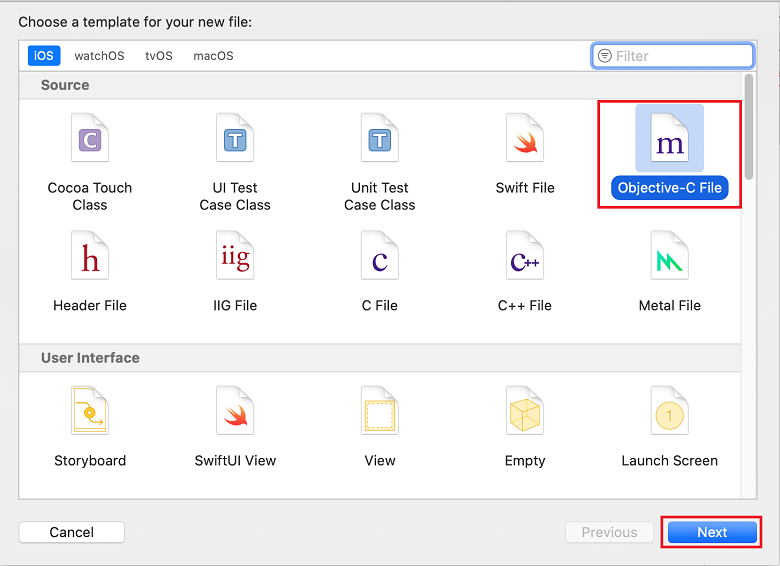 Choose a template for your new file:
iOS watchOS tvOS macOS Filter
Source
C T T m
Cocoa Touch Class
UI Test Case Class
Unit Test Case Class
Swift File
Objective-C File
h iig c c++
Header File
IIG File
C File
C++ File
Metal File
User Interface
1
Storyboard
SwiftUI View
View
Empty
Launch Screen
Cancel Previous Next